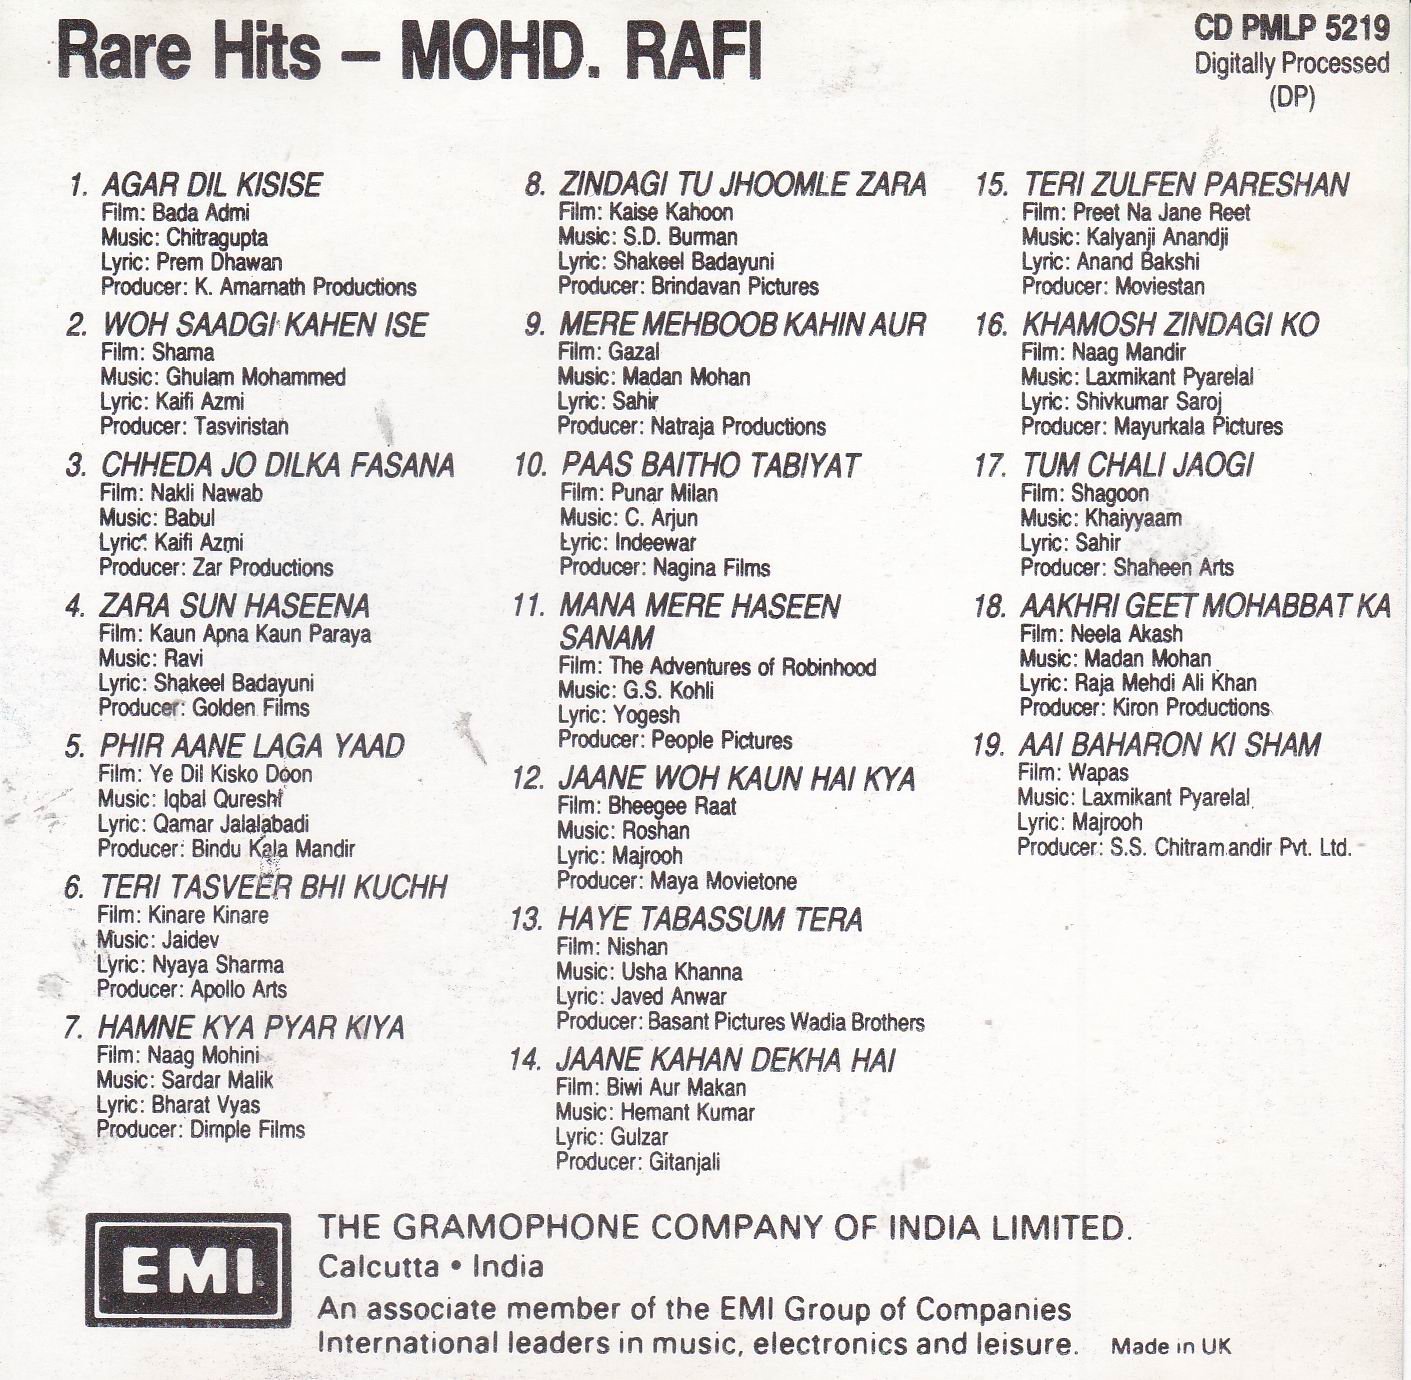 Rare Hits – MOHD. RAFI
CD PMLP 5219
Digitally Processed
(DP)
1. AGAR DIL KISISE
Film: Bada Admi
Music: Chitragupta
Lyric: Prem Dhawan
Producer: K. Amarnath Productions
2. WOH SAADGI KAHEN ISE
Film: Shama
Music: Ghulam Mohammed
Lyric: Kaifi Azmi
Producer: Tasviristan
3. CHHEDA JO DILKA FASANA
Film: Nakli Nawab
Music: Babul
Lyric: Kaifi Azmi
Producer: Zar Productions
4. ZARA SUN HASEENA
Film: Kaun Apna Kaun Paraya
Music: Ravi
Lyric: Shakeel Badayuni
Producer: Golden Films
5. PHIR AANE LAGA YAAD
Film: Ye Dil Kisko Doon
Music: Iqbal Qureshi
Lyric: Qamar Jalalabadi
Producer: Bindu Kala Mandir
6. TERI TASVEER BHI KUCHH
Film: Kinare Kinare
Music: Jaidev
Lyric: Nyaya Sharma
Producer: Apollo Arts
7. HAMNE KYA PYAR KIYA
Film: Naag Mohini
Music: Sardar Malik
Lyric: Bharat Vyas
Producer: Dimple Films
8. ZINDAGI TU JHOOMLE ZARA
Film: Kaise Kahoon
Music: S.D. Burman
Lyric: Shakeel Badayuni
Producer: Brindavan Pictures
9. MERE MEHBOOB KAHIN AUR
Film: Gazal
Music: Madan Mohan
Lyric: Sahir
Producer: Natraja Productions
10. PAAS BAITHO TABIYAT
Film: Punar Milan
Music: C. Arjun
Lyric: Indeewar
Producer: Nagina Films
11. MANA MERE HASEEN
SANAM
Film: The Adventures of Robinhood
Music: G.S. Kohli
Lyric: Yogesh
Producer: People Pictures
12. JAANE WOH KAUN HAI KYA
Film: Bheegee Raat
Music: Roshan
Lyric: Majrooh
Producer: Maya Movietone
13. HAYE TABASSUM TERA
Film: Nishan
Music: Usha Khanna
Lyric: Javed Anwar
Producer: Basant Pictures Wadia Brothers
14. JAANE KAHAN DEKHA HAI
Film: Biwi Aur Makan
Music: Hemant Kumar
Lyric: Gulzar
Producer: Gitanjali
15. TERI ZULFEN PARESHAN
Film: Preet Na Jane Reet
Music: Kalyanji Anandji
Lyric: Anand Bakshi
Producer: Moviestan
16. KHAMOSH ZINDAGI KO
Film: Naag Mandir
Music: Laxmikant Pyarelal
Lyric: Shivkumar Saroj
Producer: Mayurkala Pictures
17. TUM CHALI JAOGI
Film: Shagoon
Music: Khaiyyaam
Lyric: Sahir
Producer: Shaheen Arts
18. AAKHRI GEET MOHABBAT KA
Film: Neela Akash
Music: Madan Mohan
Lyric: Raja Mehdi Ali Khan
Producer: Kiron Productions
19. AAI BAHARON KI SHAM
Film: Wapas
Music: Laxmikant Pyarelal
Lyric: Majrooh
Producer: S.S. Chitramandir Pvt. Ltd.
EMI
THE GRAMOPHONE COMPANY OF INDIA LIMITED.
Calcutta • India
An associate member of the EMI Group of Companies
International leaders in music, electronics and leisure. Made in UK